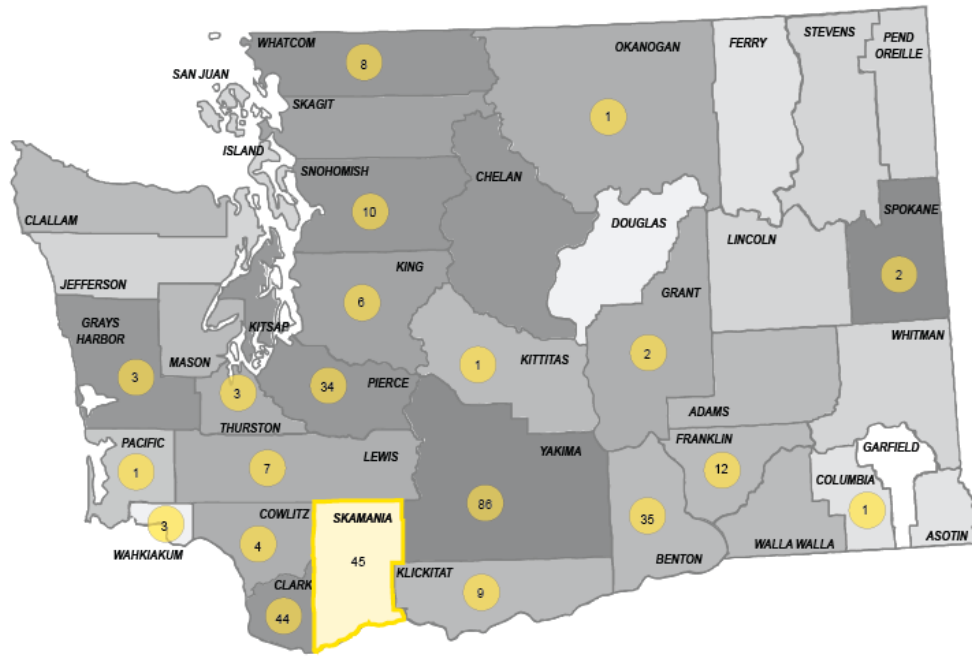 WHATCOM
8
SAN JUAN
SKAGIT
ISLAND
OKANOGAN
1
FERRY
STEVENS
PEND
OREILLE
SNOHOMISH
10
CHELAN
CLALLAM
DOUGLAS
LINCOLN
SPOKANE
2
JEFFERSON
KING
6
GRANT
2
GRAYS
HARBOR
3
MASON
KITSAP
KITTITAS
1
WHITMAN
THURSTON
3
PIERCE
34
ADAMS
PACIFIC
1
LEWIS
7
YAKIMA
86
FRANKLIN
12
GARFIELD
COLUMBIA
1
WAHKIAKUM
3
COWLITZ
4
SKAMANIA
45
BENTON
35
WALLA WALLA
ASOTIN
CLARK
44
KLICKITAT
9